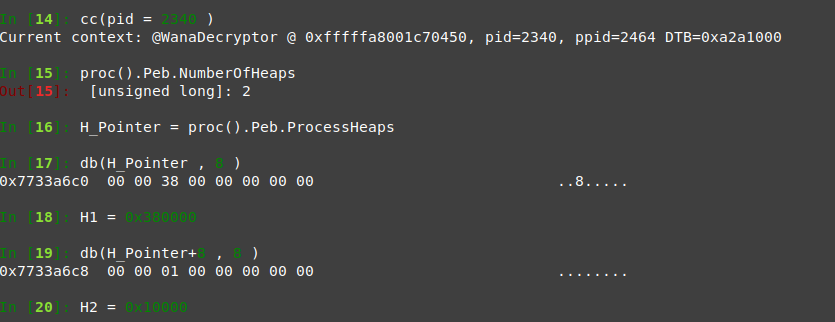 In [14]: cc(pid = 2340 )
Current context: @WanaDecryptor @ 0xfffffa8001c70450, pid=2340, ppid=2464 DTB=0xa2a1000
In [15]: proc().Peb.NumberOfHeaps
Out[15]:  [unsigned long]: 2
In [16]: H_Pointer = proc().Peb.ProcessHeaps
In [17]: db(H_Pointer , 8 )
0x7733a6c0  00 00 38 00 00 00 00 00  ..8.....
In [18]: H1 = 0x380000
In [19]: db(H_Pointer+8 , 8 )
0x7733a6c8  00 00 01 00 00 00 00 00  ........
In [20]: H2 = 0x10000